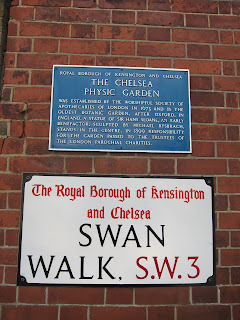 ROYAL BOROUGH OF KENSINGTON AND CHELSEA
THE CHELSEA
PHYSIC GARDEN
WAS ESTABLISHED BY THE WORSHIPFUL SOCIETY OF
APOTHECARIES OF LONDON IN 1673 AND IS THE
OLDEST BOTANIC GARDEN, AFTER OXFORD, IN
ENGLAND. A STATUE OF SIR HANS SLOANE, AN EARLY
BENEFACTOR, SCULPTED BY MICHAEL RYSBRACH,
STANDS IN THE CENTRE. IN 1899 RESPONSIBILITY
FOR THE GARDEN PASSED TO THE TRUSTEES OF
THE LONDON PAROCHIAL CHARITIES.
The Royal Borough of Kensington
and Chelsea
SWAN
WALK. S.W.3